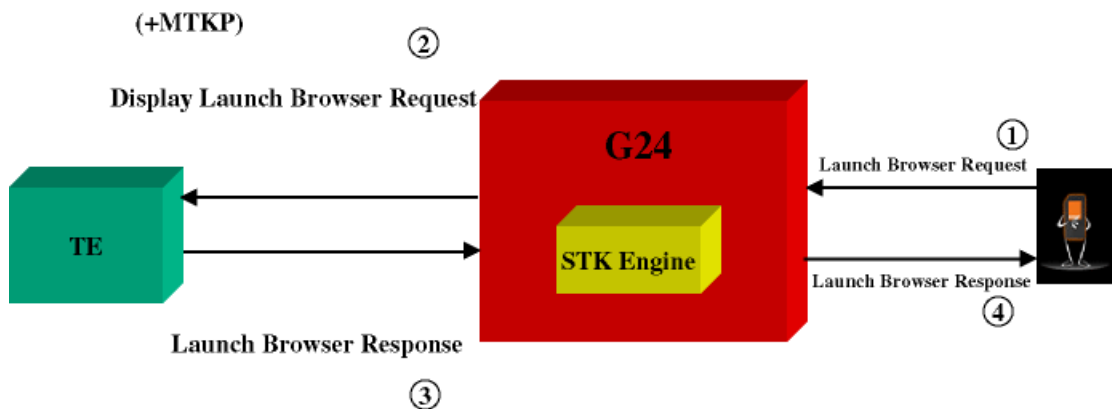 (+MTKP)
②
Display Launch Browser Request
G24
①
Launch Browser Request
TE
STK Engine
Launch Browser Response
④
Launch Browser Response
③